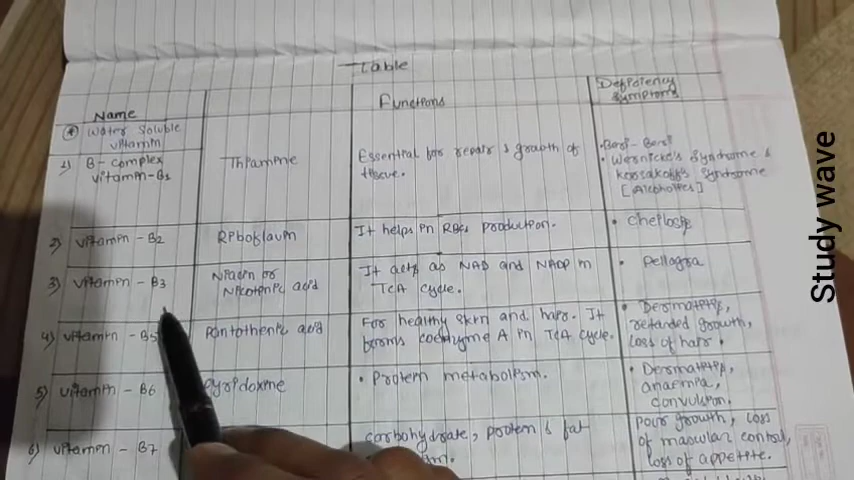 Table
Name
Functions
Deficiency
symptoms
* Water soluble
vitamin
1) B-complex
vitamin-B1
Thiamine
Essential for repair & growth of
tissue.
• Beri-Beri
• Wernicke's Syndrome &
Korsakoff's Syndrome
[Alcoholics]
2) vitamin - B2
Riboflavin
It helps in RBCs production.
• Cheilosis
3) vitamin - B3
Niacin or
Nicotinic acid
It acts as NAD and NADP in
TCA cycle.
• Pellagra
4) vitamin - B5
Pantothenic acid
For healthy skin and hair. It
forms coenzyme A in TCA cycle.
• Dermatitis,
retarded growth,
loss of hair.
5) vitamin - B6
Pyridoxine
• Protein metabolism.
• Dermatitis,
anaemia,
convulsion.
6) vitamin - B7
carbohydrate, protein & fat
poor growth, loss
of muscular control,
loss of appetite.
Study wave